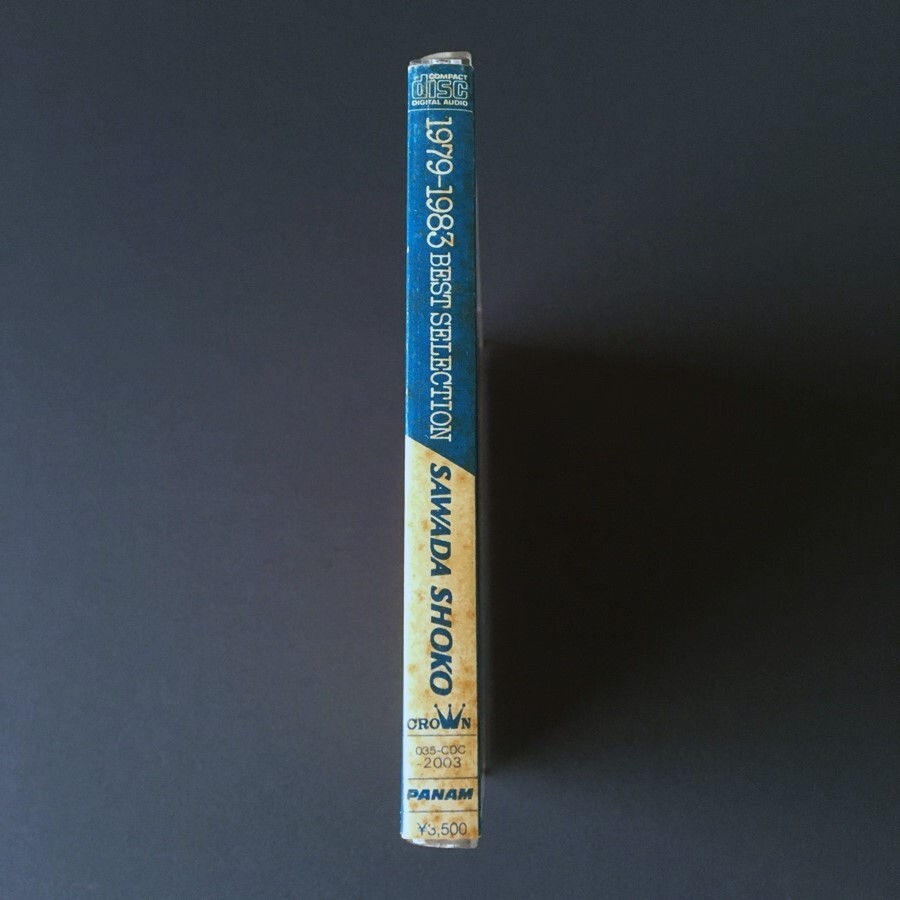 COMPACT
disc
DIGITAL AUDIO
1979-1983 BEST SELECTION
SAWADA SHOKO
CROWN
035-CDC
-2003
PANAM
¥3,500